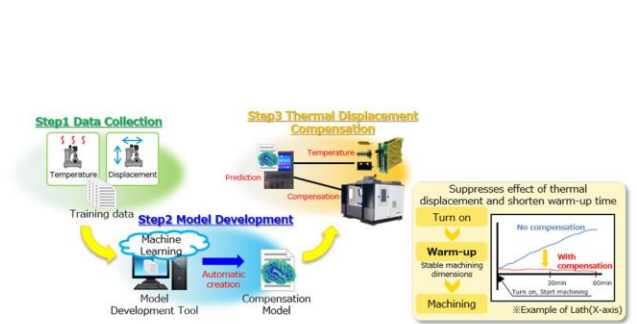 Step1 Data Collection
Temperature
Displacement
Training data
Step2 Model Development
Machine
Learning
Automatic
creation
Model
Development Tool
Compensation
Model
Step3 Thermal Displacement
Compensation
Temperature
Prediction
Compensation
Suppresses effect of thermal
displacement and shorten warm-up time
Turn on
Warm-up
Stable machining
dimensions
Machining
No compensation
With
compensation
30min
60min
Turn on, Start machining
※Example of Lath(X-axis)